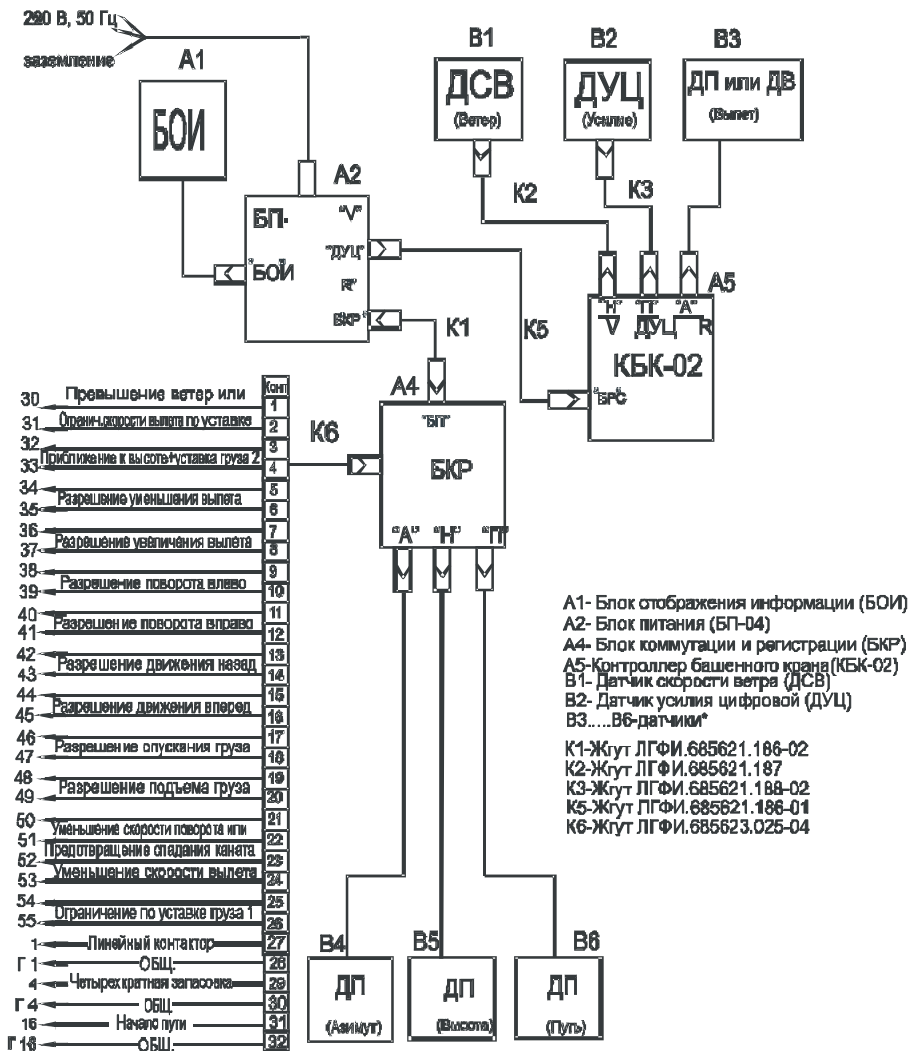 220 В, 50 Гц
заземление
А1
БОИ
А2
БП-
"V"
"ДУЦ"
"БОИ"
R"
БКР"
В1
ДСВ
(Ветер)
В2
ДУЦ
(Усилие)
В3
ДП или ДВ
(Вылет)
К2
К3
К1
К5
А5
"Н" "П" "А"
V ДУЦ R
КБК-02
"БРС"
А4
"БП"
БКР
"А" "Н" "П"
К6
Конт
30 Превышение ветер или 1
31 Огранич.скорости вылета по уставке 2
32 3
33 Приближение к высоте+уставка груза 2 4
34 5
35 Разрешение уменьшения вылета 6
36 7
37 Разрешение увеличения вылета 8
38 9
39 Разрешение поворота влево 10
40 11
41 Разрешение поворота вправо 12
42 13
43 Разрешение движения назад 14
44 15
45 Разрешение движения вперед 16
46 17
47 Разрешение опускания груза 18
48 19
49 Разрешение подъема груза 20
50 21
51 Уменьшение скорости поворота или 22
52 Предотвращение спадания каната 23
53 Уменьшение скорости вылета 24
54 25
55 Ограничение по уставке груза 1 26
1 Линейный контактор 27
Г 1 ОБЩ. 28
4 Четырехкратная запасовка 29
Г 4 ОБЩ. 30
16 Начало пути 31
Г 16 ОБЩ. 32
А1- Блок отображения информации (БОИ)
А2- Блок питания (БП-04)
А4- Блок коммутации и регистрации (БКР)
А5-Контроллер башенного крана(КБК-02)
В1- Датчик скорости ветра (ДСВ)
В2- Датчик усилия цифровой (ДУЦ)
В3.....В6-датчики*
К1-Жгут ЛГФИ.685621.186-02
К2-Жгут ЛГФИ.685621.187
К3-Жгут ЛГФИ.685621.188-02
К5-Жгут ЛГФИ.685621.186-01
К6-Жгут ЛГФИ.685623.025-04
В4
ДП
(Азимут)
В5
ДП
(Высота)
В6
ДП
(Путь)